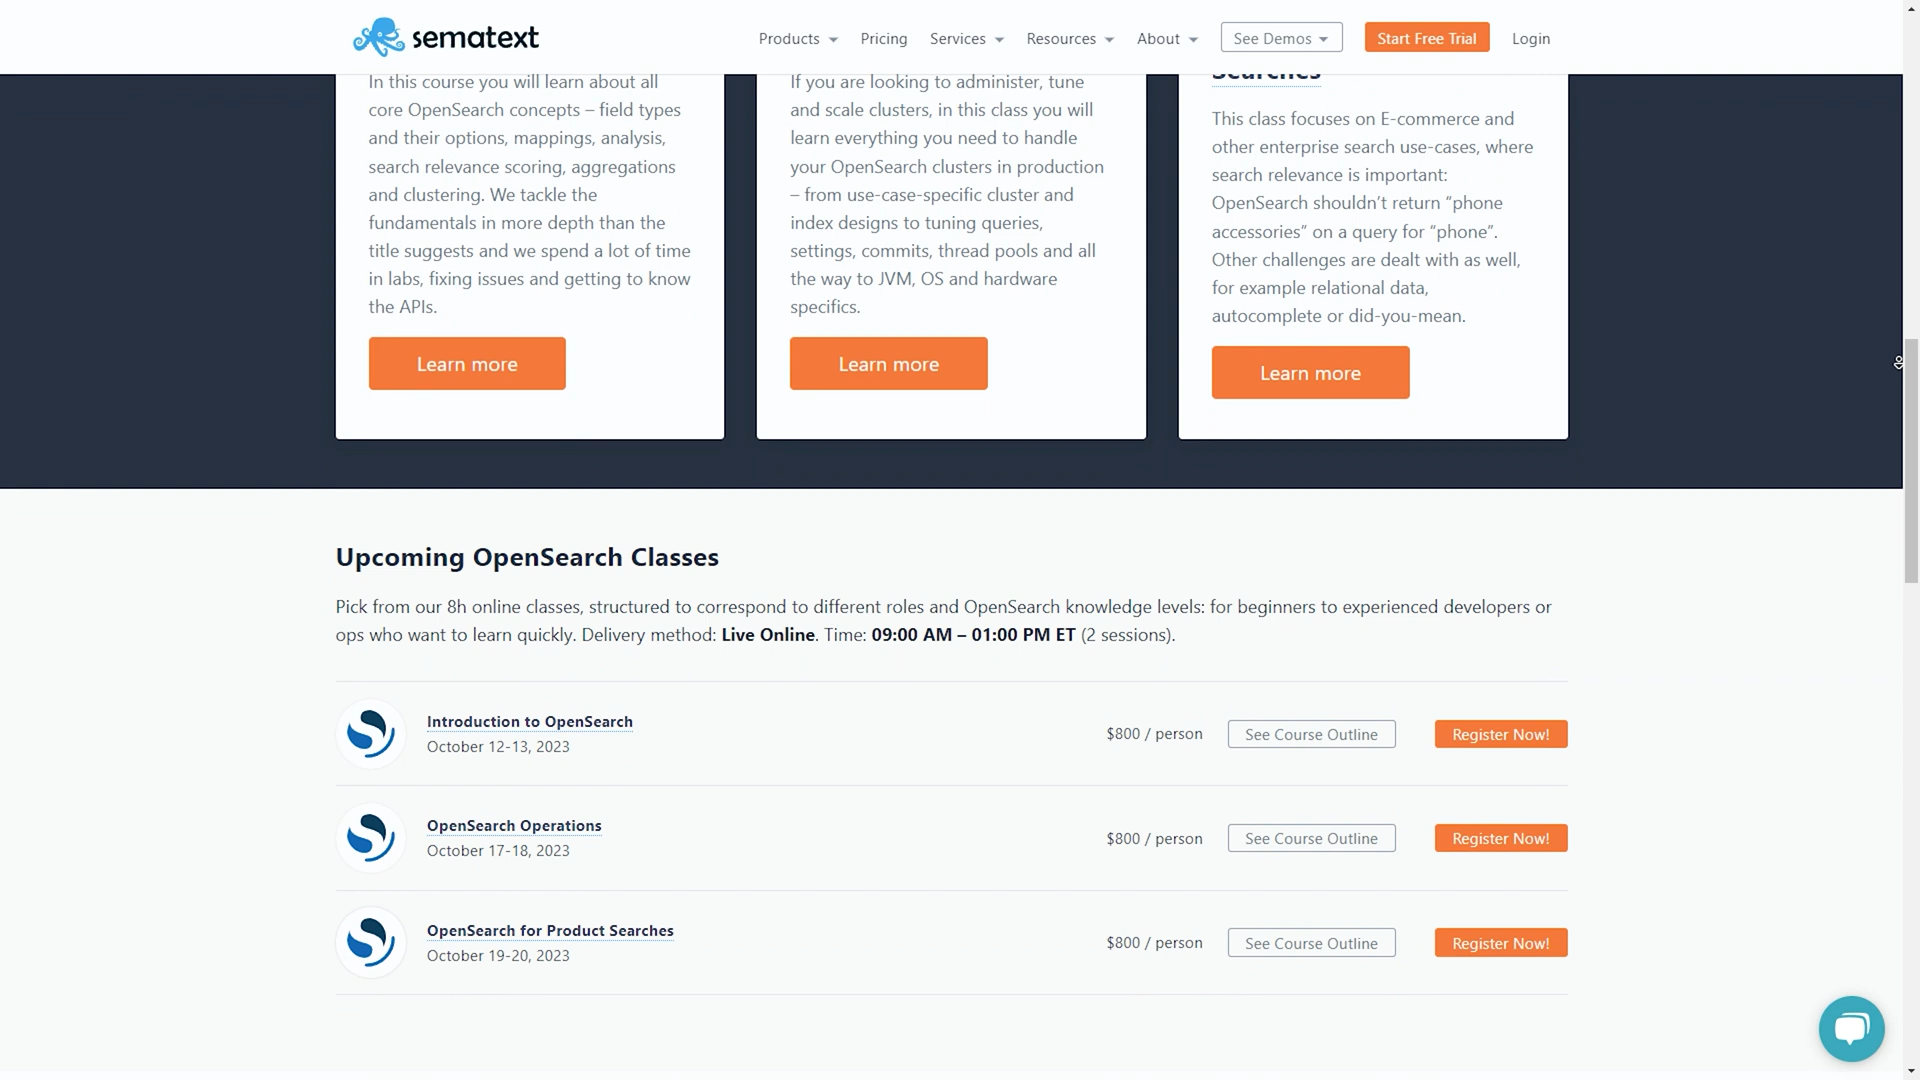 sematext
Products
Pricing
Services
Resources
About
See Demos
Start Free Trial
Login
In this course you will learn about all
core OpenSearch concepts – field types
and their options, mappings, analysis,
search relevance scoring, aggregations
and clustering. We tackle the
fundamentals in more depth than the
title suggests and we spend a lot of time
in labs, fixing issues and getting to know
the APIs.
Learn more
If you are looking to administer, tune
and scale clusters, in this class you will
learn everything you need to handle
your OpenSearch clusters in production
– from use-case-specific cluster and
index designs to tuning queries,
settings, commits, thread pools and all
the way to JVM, OS and hardware
specifics.
Learn more
Searches
This class focuses on E-commerce and
other enterprise search use-cases, where
search relevance is important:
OpenSearch shouldn’t return “phone
accessories” on a query for “phone”.
Other challenges are dealt with as well,
for example relational data,
autocomplete or did-you-mean.
Learn more
Upcoming OpenSearch Classes
Pick from our 8h online classes, structured to correspond to different roles and OpenSearch knowledge levels: for beginners to experienced developers or
ops who want to learn quickly. Delivery method: Live Online. Time: 09:00 AM – 01:00 PM ET (2 sessions).
Introduction to OpenSearch
October 12-13, 2023
$800 / person
See Course Outline
Register Now!
OpenSearch Operations
October 17-18, 2023
$800 / person
See Course Outline
Register Now!
OpenSearch for Product Searches
October 19-20, 2023
$800 / person
See Course Outline
Register Now!